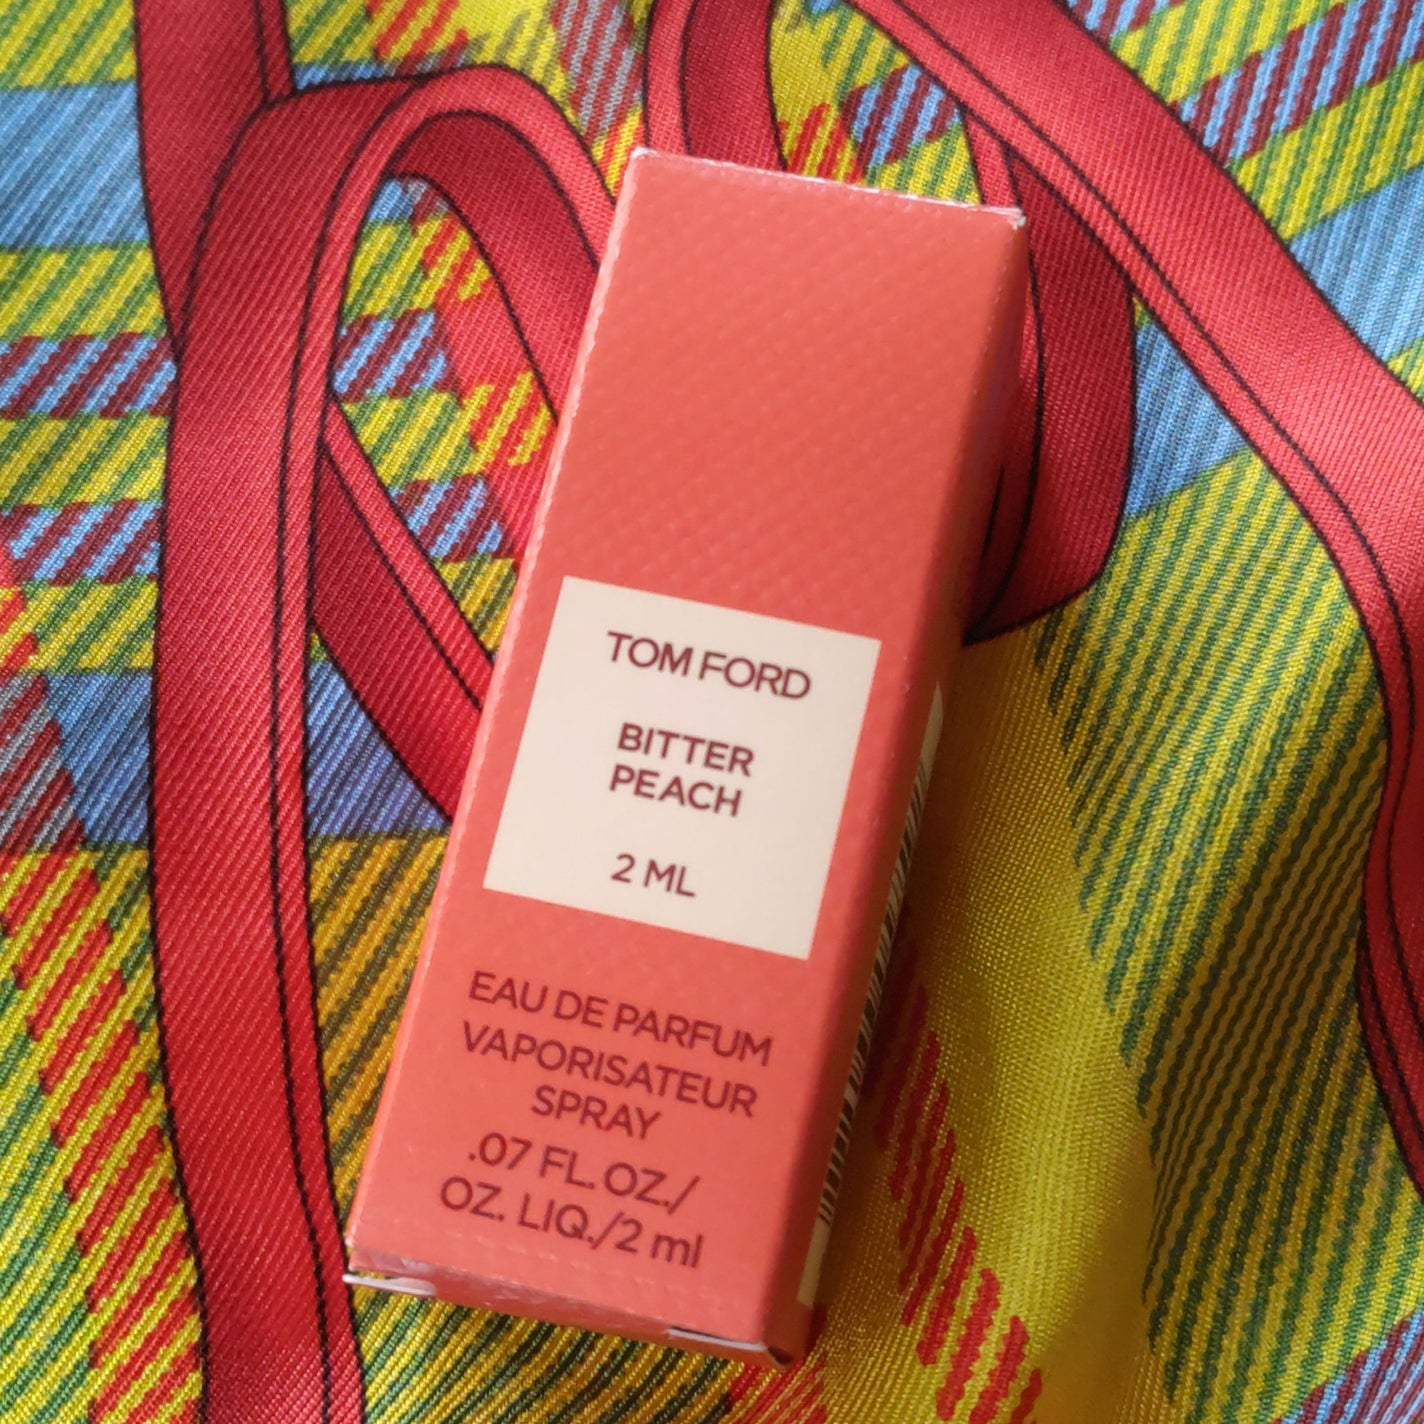 TOM FORD
BITTER
PEACH
2 ML
EAU DE PARFUM
VAPORISATEUR
SPRAY
.07 FL.OZ./
OZ. LIQ./2 ml